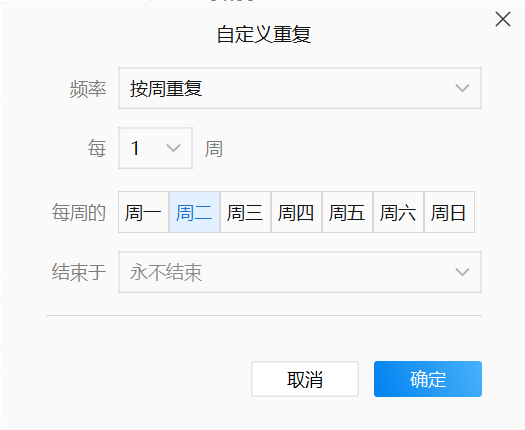 自定义重复
频率 按周重复
每 1 周
每周的 周一 周二 周三 周四 周五 周六 周日
结束于 永不结束
取消 确定